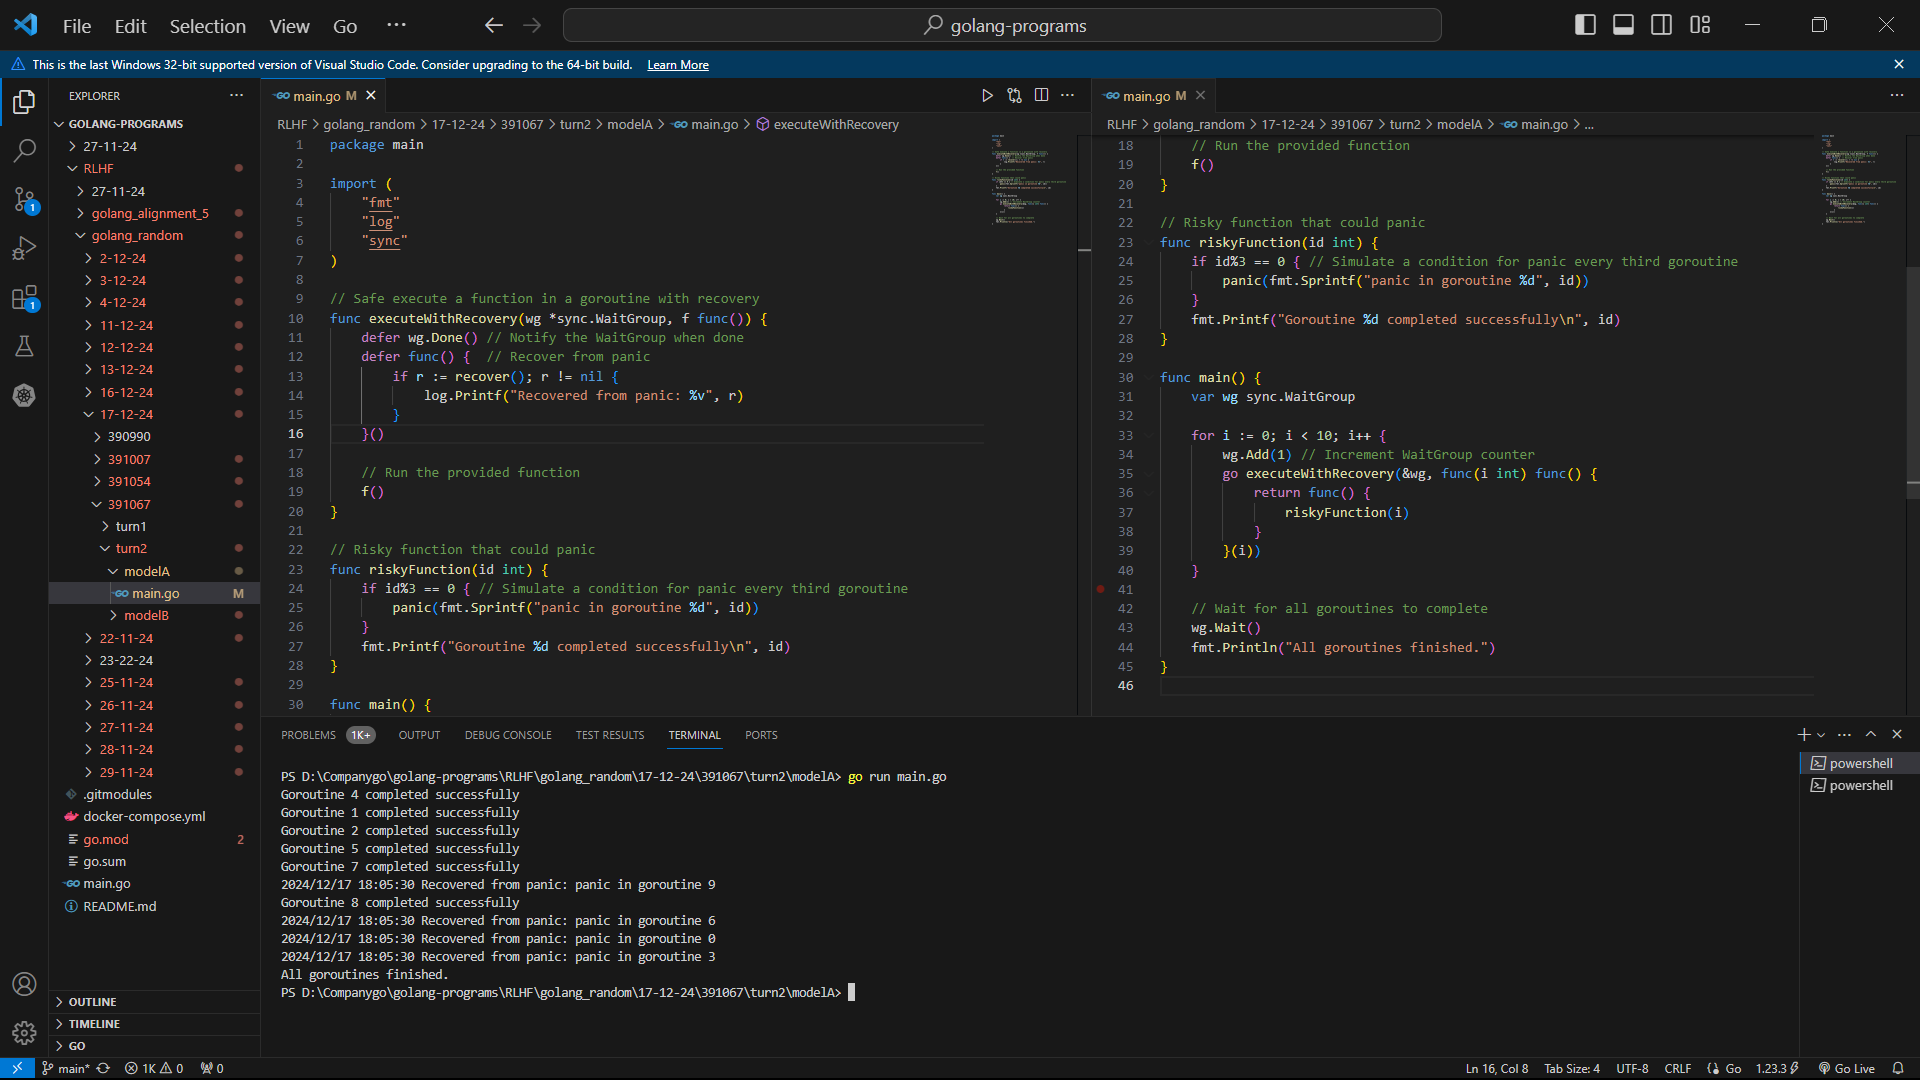 File Edit Selection View Go ···
golang-programs
This is the last Windows 32-bit supported version of Visual Studio Code. Consider upgrading to the 64-bit build. Learn More
EXPLORER
GOLANG-PROGRAMS
27-11-24
RLHF
27-11-24
golang_alignment_5
golang_random
2-12-24
3-12-24
4-12-24
11-12-24
12-12-24
13-12-24
16-12-24
17-12-24
390990
391007
391054
391067
turn1
turn2
modelA
main.go M
modelB
22-11-24
23-22-24
25-11-24
26-11-24
27-11-24
28-11-24
29-11-24
.gitmodules
docker-compose.yml
go.mod 2
go.sum
main.go
README.md
OUTLINE
TIMELINE
GO
1
1
main.go M
RLHF > golang_random > 17-12-24 > 391067 > turn2 > modelA > main.go > executeWithRecovery
1 package main
2
3 import (
4 "fmt"
5 "log"
6 "sync"
7 )
8
9 // Safe execute a function in a goroutine with recovery
10 func executeWithRecovery(wg *sync.WaitGroup, f func()) {
11 defer wg.Done() // Notify the WaitGroup when done
12 defer func() {  // Recover from panic
13 if r := recover(); r != nil {
14 log.Printf("Recovered from panic: %v", r)
15 }
16 }()
17
18 // Run the provided function
19 f()
20 }
21
22 // Risky function that could panic
23 func riskyFunction(id int) {
24 if id%3 == 0 { // Simulate a condition for panic every third goroutine
25 panic(fmt.Sprintf("panic in goroutine %d", id))
26 }
27 fmt.Printf("Goroutine %d completed successfully\n", id)
28 }
29
30 func main() {
main.go M
RLHF > golang_random > 17-12-24 > 391067 > turn2 > modelA > main.go > ...
18 // Run the provided function
19 f()
20 }
21
22 // Risky function that could panic
23 func riskyFunction(id int) {
24 if id%3 == 0 { // Simulate a condition for panic every third goroutine
25 panic(fmt.Sprintf("panic in goroutine %d", id))
26 }
27 fmt.Printf("Goroutine %d completed successfully\n", id)
28 }
29
30 func main() {
31 var wg sync.WaitGroup
32
33 for i := 0; i < 10; i++ {
34 wg.Add(1) // Increment WaitGroup counter
35 go executeWithRecovery(&wg, func(i int) func() {
36 return func() {
37 riskyFunction(i)
38 }
39 }(i))
40 }
41
42 // Wait for all goroutines to complete
43 wg.Wait()
44 fmt.Println("All goroutines finished.")
45 }
46
PROBLEMS 1K+ OUTPUT DEBUG CONSOLE TEST RESULTS TERMINAL PORTS
PS D:\Companygo\golang-programs\RLHF\golang_random\17-12-24\391067\turn2\modelA> go run main.go
Goroutine 4 completed successfully
Goroutine 1 completed successfully
Goroutine 2 completed successfully
Goroutine 5 completed successfully
Goroutine 7 completed successfully
2024/12/17 18:05:30 Recovered from panic: panic in goroutine 9
Goroutine 8 completed successfully
2024/12/17 18:05:30 Recovered from panic: panic in goroutine 6
2024/12/17 18:05:30 Recovered from panic: panic in goroutine 0
2024/12/17 18:05:30 Recovered from panic: panic in goroutine 3
All goroutines finished.
PS D:\Companygo\golang-programs\RLHF\golang_random\17-12-24\391067\turn2\modelA>
powershell
powershell
main* 1K 0 0 Ln 16, Col 8 Tab Size: 4 UTF-8 CRLF Go 1.23.3 Go Live